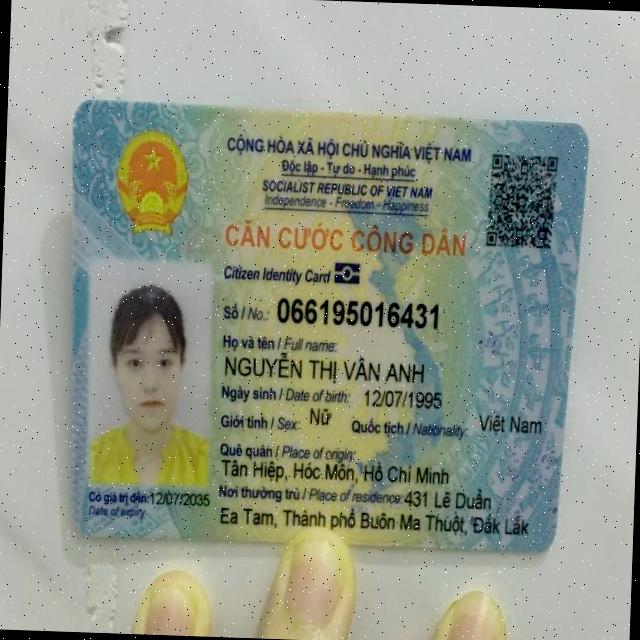 CỘNG HÒA XÃ HỘI CHỦ NGHĨA VIỆT NAM
Độc lập - Tự do - Hạnh phúc
SOCIALIST REPUBLIC OF VIET NAM
Independence - Freedom - Happiness
CĂN CƯỚC CÔNG DÂN
Citizen Identity Card
Số / No.: 066195016431
Họ và tên / Full name:
NGUYỄN THỊ VÂN ANH
Ngày sinh / Date of birth: 12/07/1995
Giới tính / Sex: Nữ Quốc tịch / Nationality: Việt Nam
Quê quán / Place of origin:
Tân Hiệp, Hóc Môn, Hồ Chí Minh
Nơi thường trú / Place of residence: 431 Lê Duẩn
Ea Tam, Thành phố Buôn Ma Thuột, Đắk Lắk
Có giá trị đến: 12/07/2035
Date of expiry